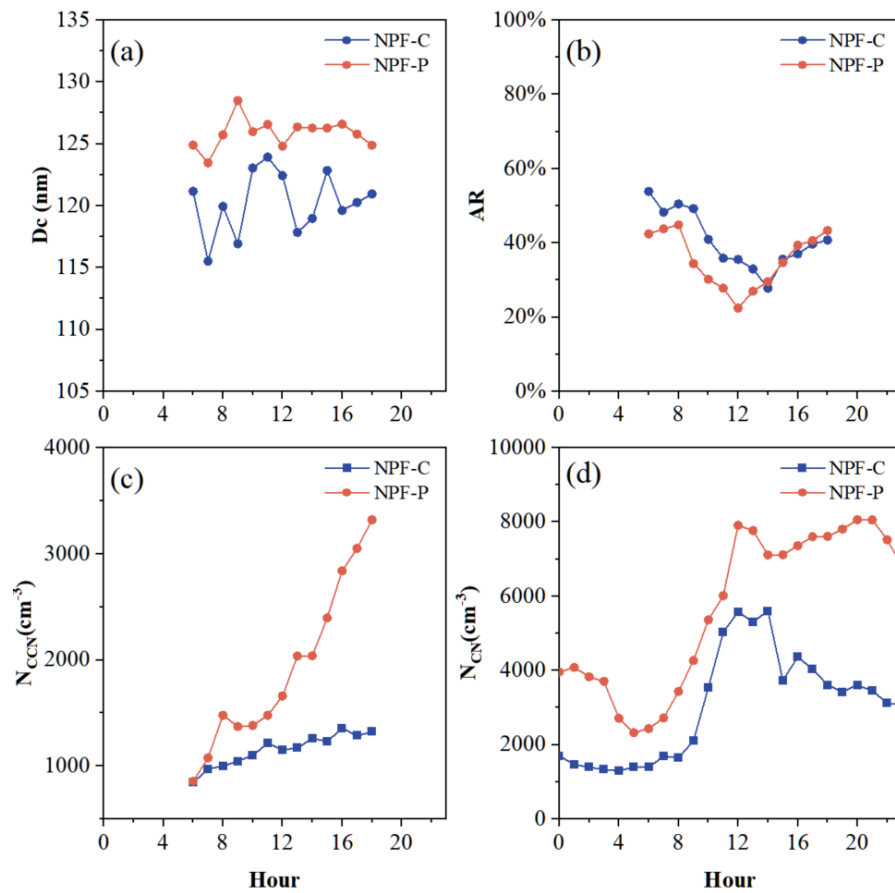 (a)
NPF-C
NPF-P
135
130
125
120
115
110
105
Dc (nm)
0 4 8 12 16 20
(b)
NPF-C
NPF-P
100%
80%
60%
40%
20%
0%
AR
0 4 8 12 16 20
(c)
NPF-C
NPF-P
4000
3000
2000
1000
N_CCN(cm⁻³)
0 4 8 12 16 20
Hour
(d)
NPF-C
NPF-P
10000
8000
6000
4000
2000
0
N_CN(cm⁻³)
0 4 8 12 16 20
Hour